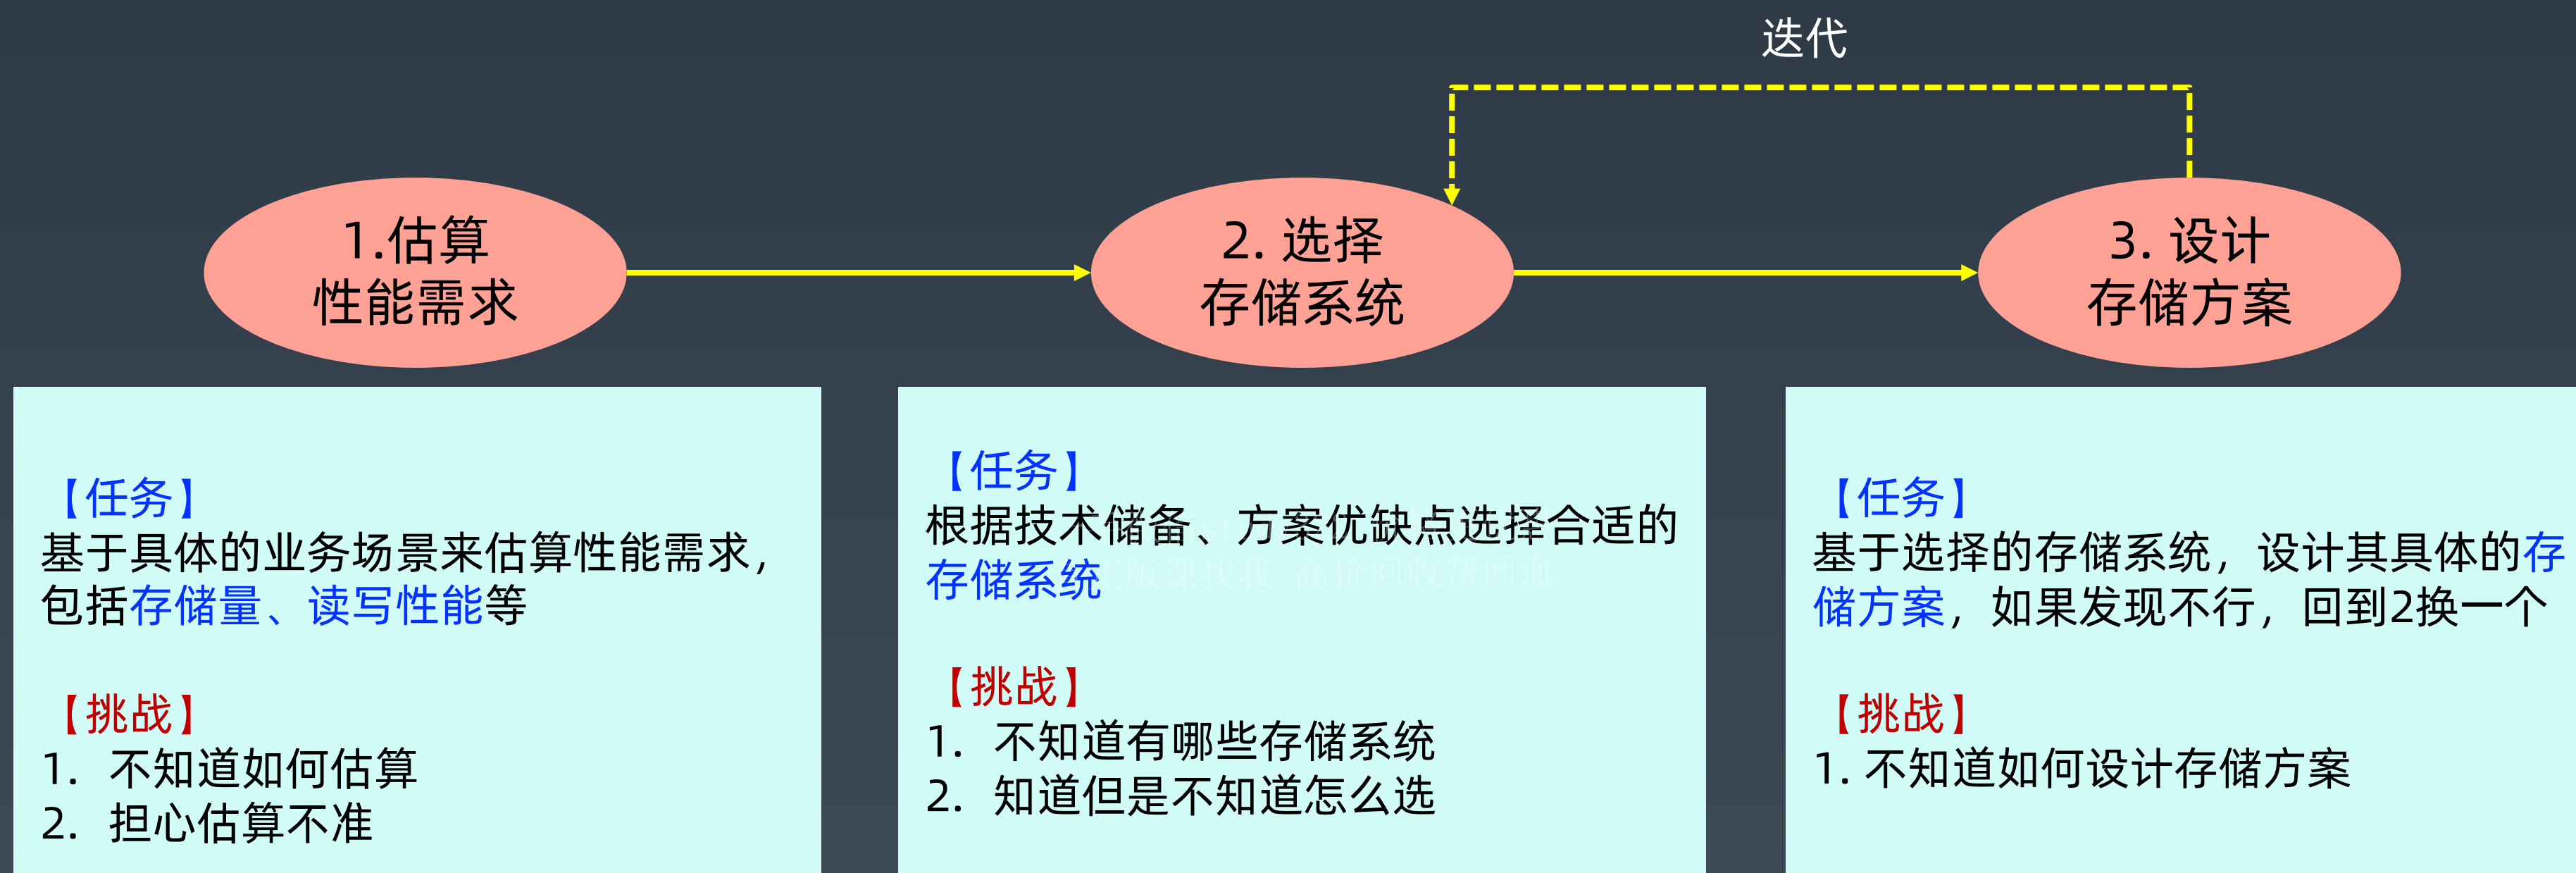 迭代
1.估算
性能需求
2. 选择
存储系统
3. 设计
存储方案
【任务】
基于具体的业务场景来估算性能需求,
包括存储量、读写性能等
【挑战】
1. 不知道如何估算
2. 担心估算不准
【任务】
根据技术储备、方案优缺点选择合适的
存储系统
【挑战】
1. 不知道有哪些存储系统
2. 知道但是不知道怎么选
【任务】
基于选择的存储系统，设计其具体的存
储方案，如果发现不行，回到2换一个
【挑战】
1. 不知道如何设计存储方案